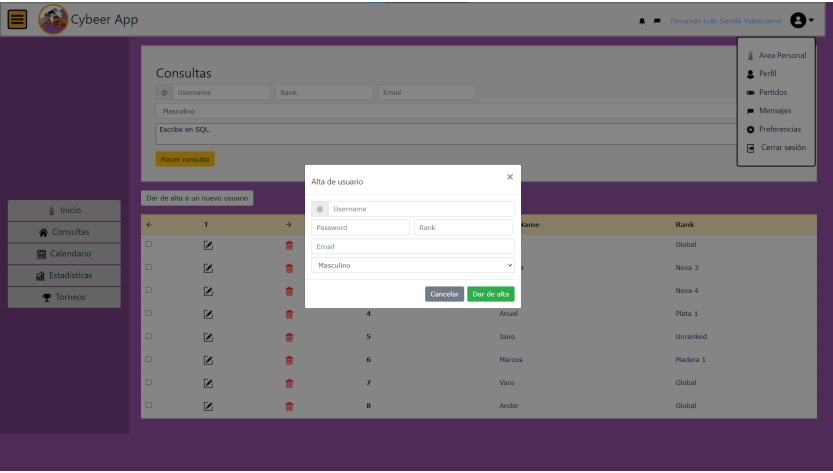 Cybeer App
Fernando Iván Sevilla Valderrama
Area Personal
Perfil
Partidos
Mensajes
Preferencias
Cerrar sesión
Consultas
@ Username Rank Email
Masculino
Escribe en SQL.
Hacer consulta
Alta de usuario ×
@ Username
Password Rank
Email
Masculino
Cancelar Dar de alta
Dar de alta a un nuevo usuario
Inicio
Consultas
Calendario
Estadísticas
Torneos
← T → Rank
Global
Nova 3
Nova 4
4 Anuel Plata 1
5 Jairo Unranked
6 Marcos Madera 1
7 Varo Global
8 Ander Global